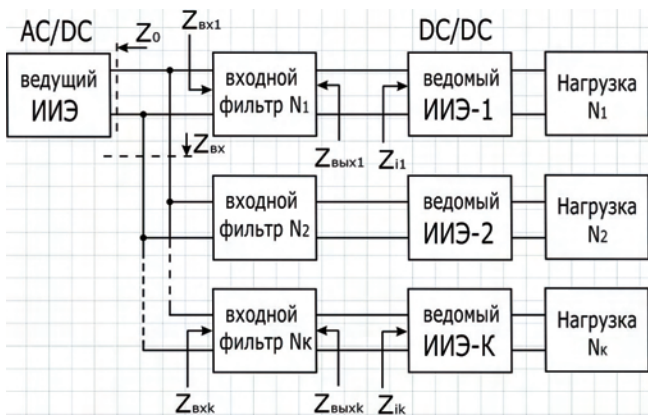 AC/DC
Z0
Zвх1
DC/DC
ведущий
ИИЭ
входной
фильтр N1
ведомый
ИИЭ-1
Нагрузка
N1
Zвх
Zвых1
Zi1
входной
фильтр N2
ведомый
ИИЭ-2
Нагрузка
N2
входной
фильтр Nк
ведомый
ИИЭ-К
Нагрузка
Nк
Zвхk
Zвыхk
Zik